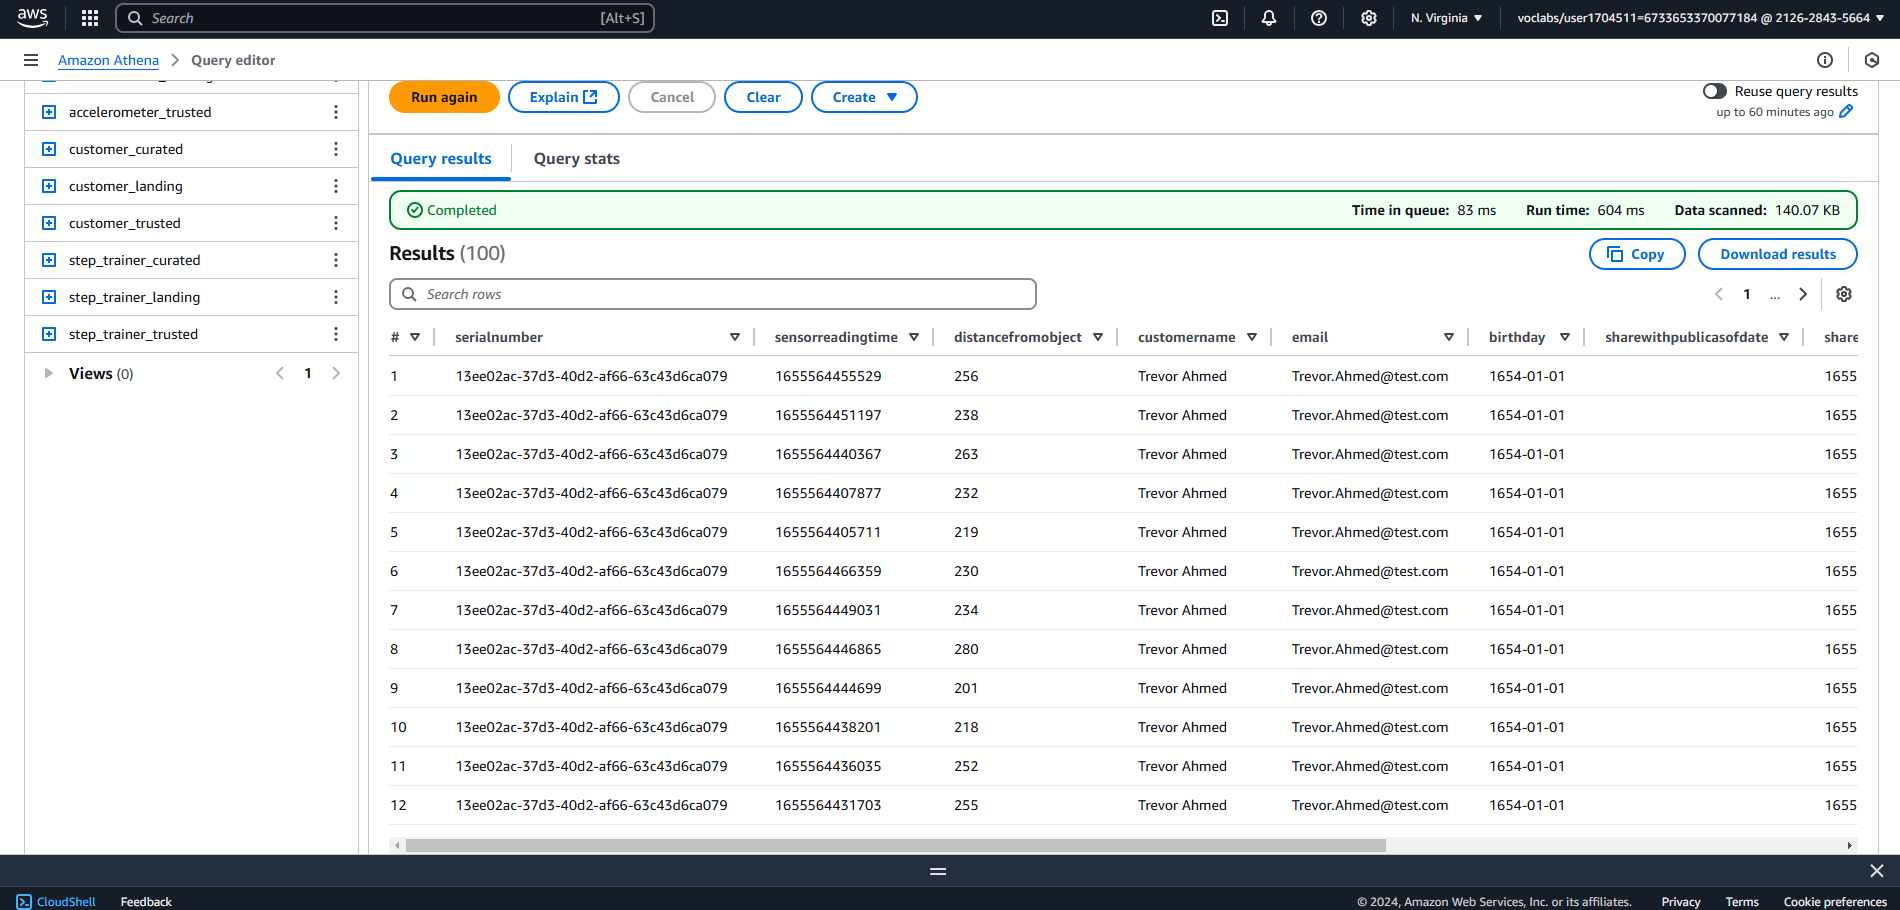 aws Search [Alt+S] N. Virginia voclabs/user1704511=6733653370077184 @ 2126-2843-5664
Amazon Athena Query editor
accelerometer_trusted
customer_curated
customer_landing
customer_trusted
step_trainer_curated
step_trainer_landing
step_trainer_trusted
Views (0) 1
Run again Explain Cancel Clear Create
Reuse query results
up to 60 minutes ago
Query results Query stats
Completed Time in queue: 83 ms Run time: 604 ms Data scanned: 140.07 KB
Results (100) Copy Download results
Search rows 1 ...
# serialnumber sensorreadingtime distancefromobject customername email birthday sharewithpublicasofdate share
1 13ee02ac-37d3-40d2-af66-63c43d6ca079 1655564455529 256 Trevor Ahmed Trevor.Ahmed@test.com 1654-01-01 1655
2 13ee02ac-37d3-40d2-af66-63c43d6ca079 1655564451197 238 Trevor Ahmed Trevor.Ahmed@test.com 1654-01-01 1655
3 13ee02ac-37d3-40d2-af66-63c43d6ca079 1655564440367 263 Trevor Ahmed Trevor.Ahmed@test.com 1654-01-01 1655
4 13ee02ac-37d3-40d2-af66-63c43d6ca079 1655564407877 232 Trevor Ahmed Trevor.Ahmed@test.com 1654-01-01 1655
5 13ee02ac-37d3-40d2-af66-63c43d6ca079 1655564405711 219 Trevor Ahmed Trevor.Ahmed@test.com 1654-01-01 1655
6 13ee02ac-37d3-40d2-af66-63c43d6ca079 1655564466359 230 Trevor Ahmed Trevor.Ahmed@test.com 1654-01-01 1655
7 13ee02ac-37d3-40d2-af66-63c43d6ca079 1655564449031 234 Trevor Ahmed Trevor.Ahmed@test.com 1654-01-01 1655
8 13ee02ac-37d3-40d2-af66-63c43d6ca079 1655564446865 280 Trevor Ahmed Trevor.Ahmed@test.com 1654-01-01 1655
9 13ee02ac-37d3-40d2-af66-63c43d6ca079 1655564444699 201 Trevor Ahmed Trevor.Ahmed@test.com 1654-01-01 1655
10 13ee02ac-37d3-40d2-af66-63c43d6ca079 1655564438201 218 Trevor Ahmed Trevor.Ahmed@test.com 1654-01-01 1655
11 13ee02ac-37d3-40d2-af66-63c43d6ca079 1655564436035 252 Trevor Ahmed Trevor.Ahmed@test.com 1654-01-01 1655
12 13ee02ac-37d3-40d2-af66-63c43d6ca079 1655564431703 255 Trevor Ahmed Trevor.Ahmed@test.com 1654-01-01 1655
CloudShell Feedback © 2024, Amazon Web Services, Inc. or its affiliates. Privacy Terms Cookie preferences